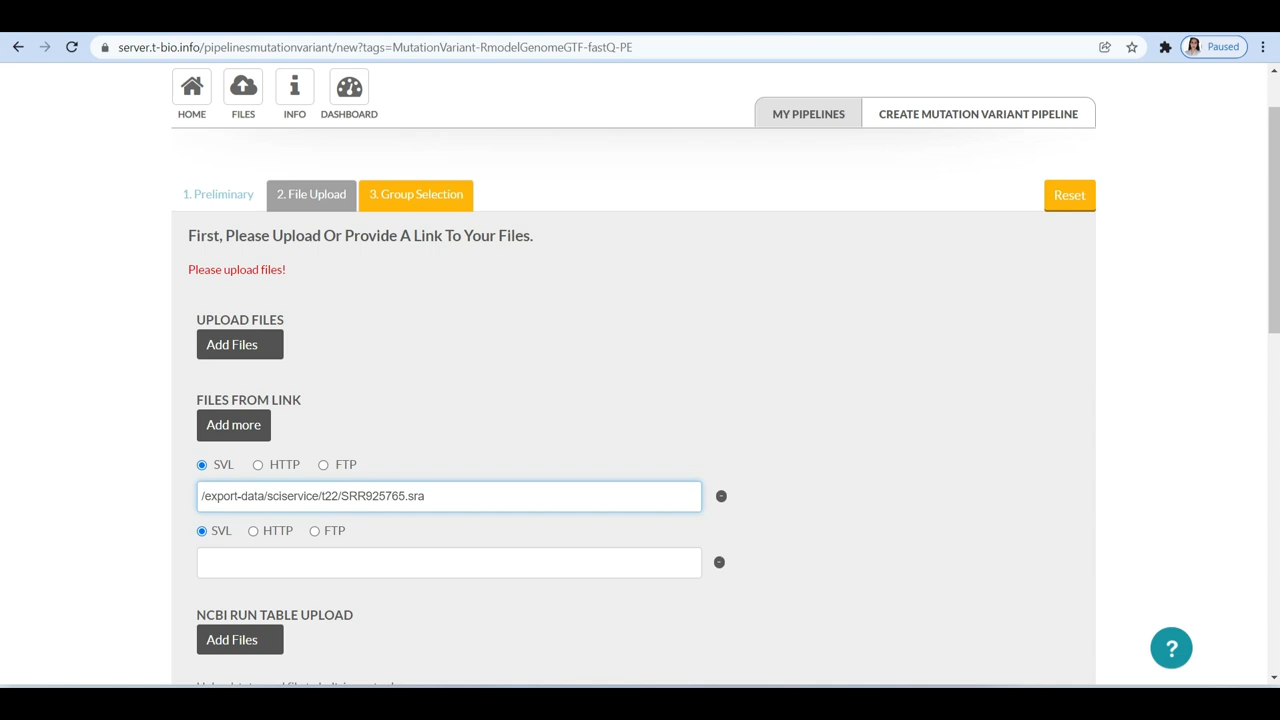 server.t-bio.info/pipelinesmutationvariant/new?tags=MutationVariant-RmodelGenomeGTF-fastQ-PE
Paused
HOME FILES INFO DASHBOARD
MY PIPELINES CREATE MUTATION VARIANT PIPELINE
1. Preliminary 2. File Upload 3. Group Selection Reset
First, Please Upload Or Provide A Link To Your Files.
Please upload files!
UPLOAD FILES
Add Files
FILES FROM LINK
Add more
SVL HTTP FTP
/export-data/sciservice/t22/SRR925765.sra
SVL HTTP FTP
NCBI RUN TABLE UPLOAD
Add Files
?